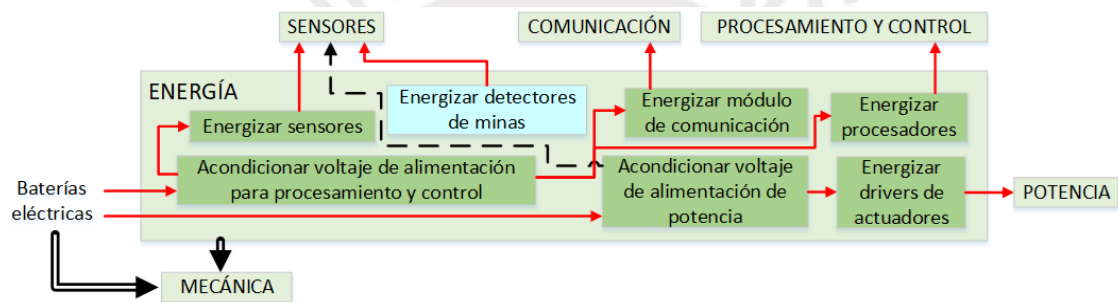 SENSORES
COMUNICACIÓN
PROCESAMIENTO Y CONTROL
ENERGÍA
Energizar sensores
Energizar detectores
de minas
Energizar módulo
de comunicación
Energizar
procesadores
Baterías
eléctricas
Acondicionar voltaje de alimentación
para procesamiento y control
Acondicionar voltaje
de alimentación de
potencia
Energizar
drivers de
actuadores
POTENCIA
MECÁNICA